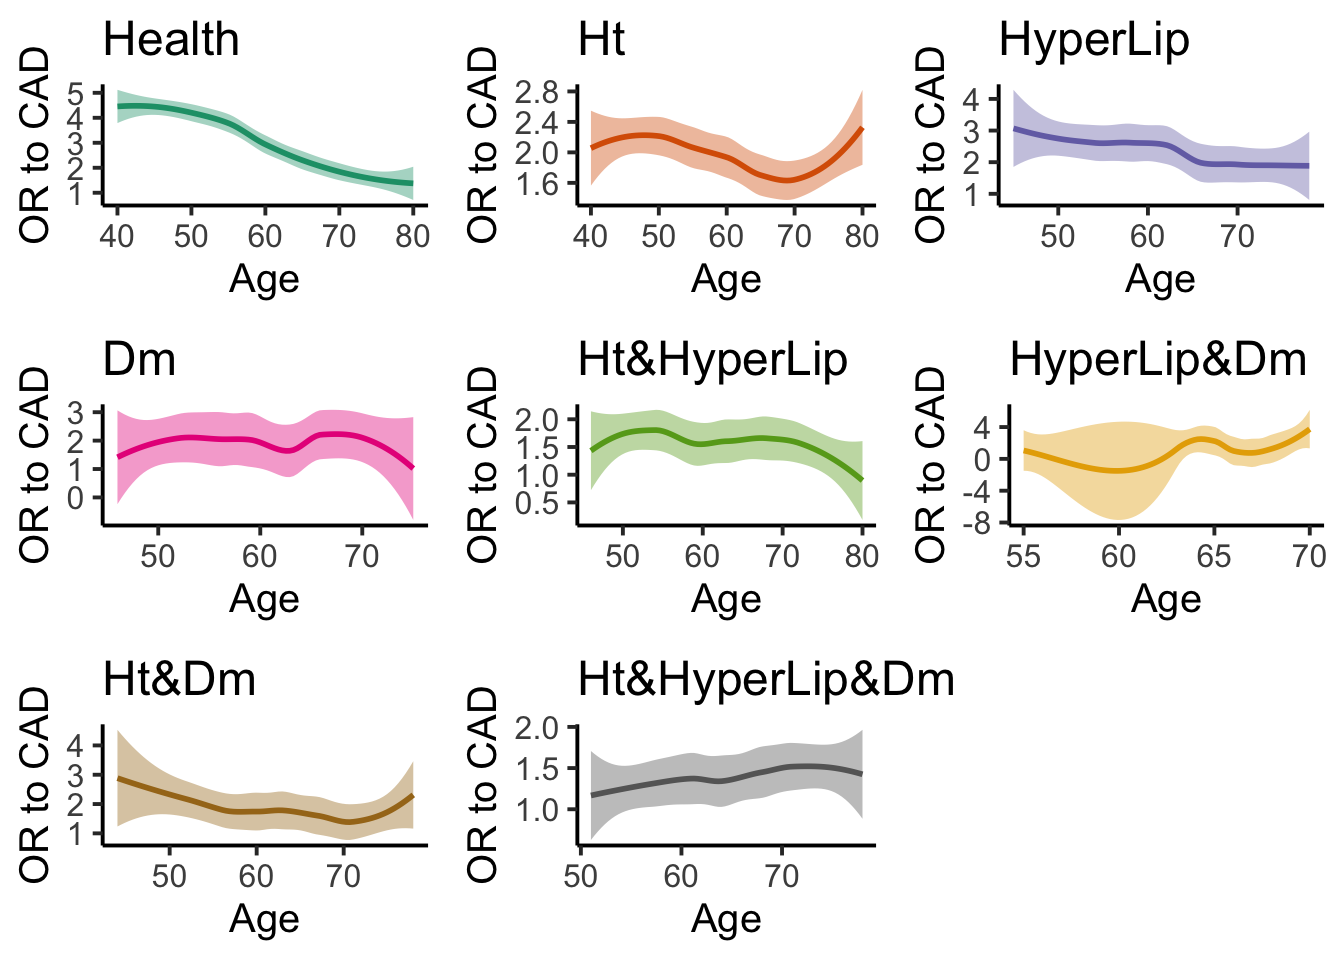 Health
OR to CAD
5
4
3
2
1
40 50 60 70 80
Age
Ht
OR to CAD
2.8
2.4
2.0
1.6
40 50 60 70 80
Age
HyperLip
OR to CAD
4
3
2
1
50 60 70
Age
Dm
OR to CAD
3
2
1
0
50 60 70
Age
Ht&HyperLip
OR to CAD
2.0
1.5
1.0
0.5
50 60 70 80
Age
HyperLip&Dm
OR to CAD
4
0
-4
-8
55 60 65 70
Age
Ht&Dm
OR to CAD
4
3
2
1
50 60 70
Age
Ht&HyperLip&Dm
OR to CAD
2.0
1.5
1.0
50 60 70
Age